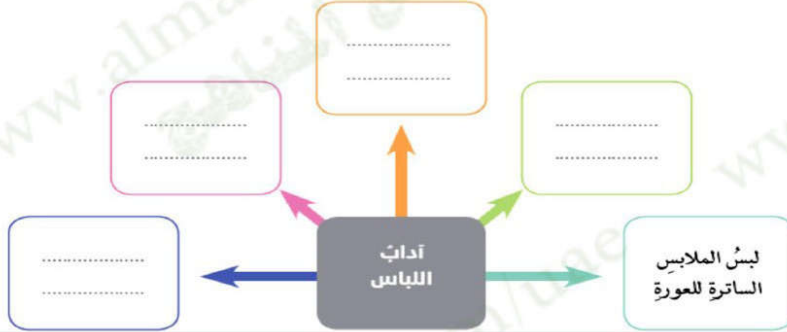 آدابُ
اللباس
لبسُ الملابسِ
الساترةِ للعورةِ